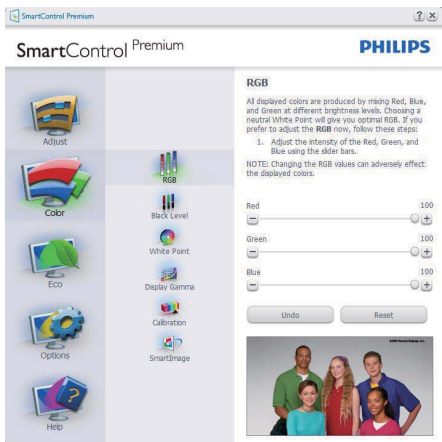 SmartControl Premium
SmartControl Premium
PHILIPS
Adjust
Color
Eco
Options
Help
RGB
Black Level
White Point
Display Gamma
Calibration
SmartImage
RGB
All displayed colors are produced by mixing Red, Blue,
and Green at different brightness levels. Choosing a
neutral White Point will give you optimal RGB. If you
prefer to adjust the RGB now, follow these steps:
1. Adjust the intensity of the Red, Green, and
Blue using the slider bars.
NOTE: Changing the RGB values can adversely effect
the displayed colors.
Red 100
Green 100
Blue 100
Undo Reset